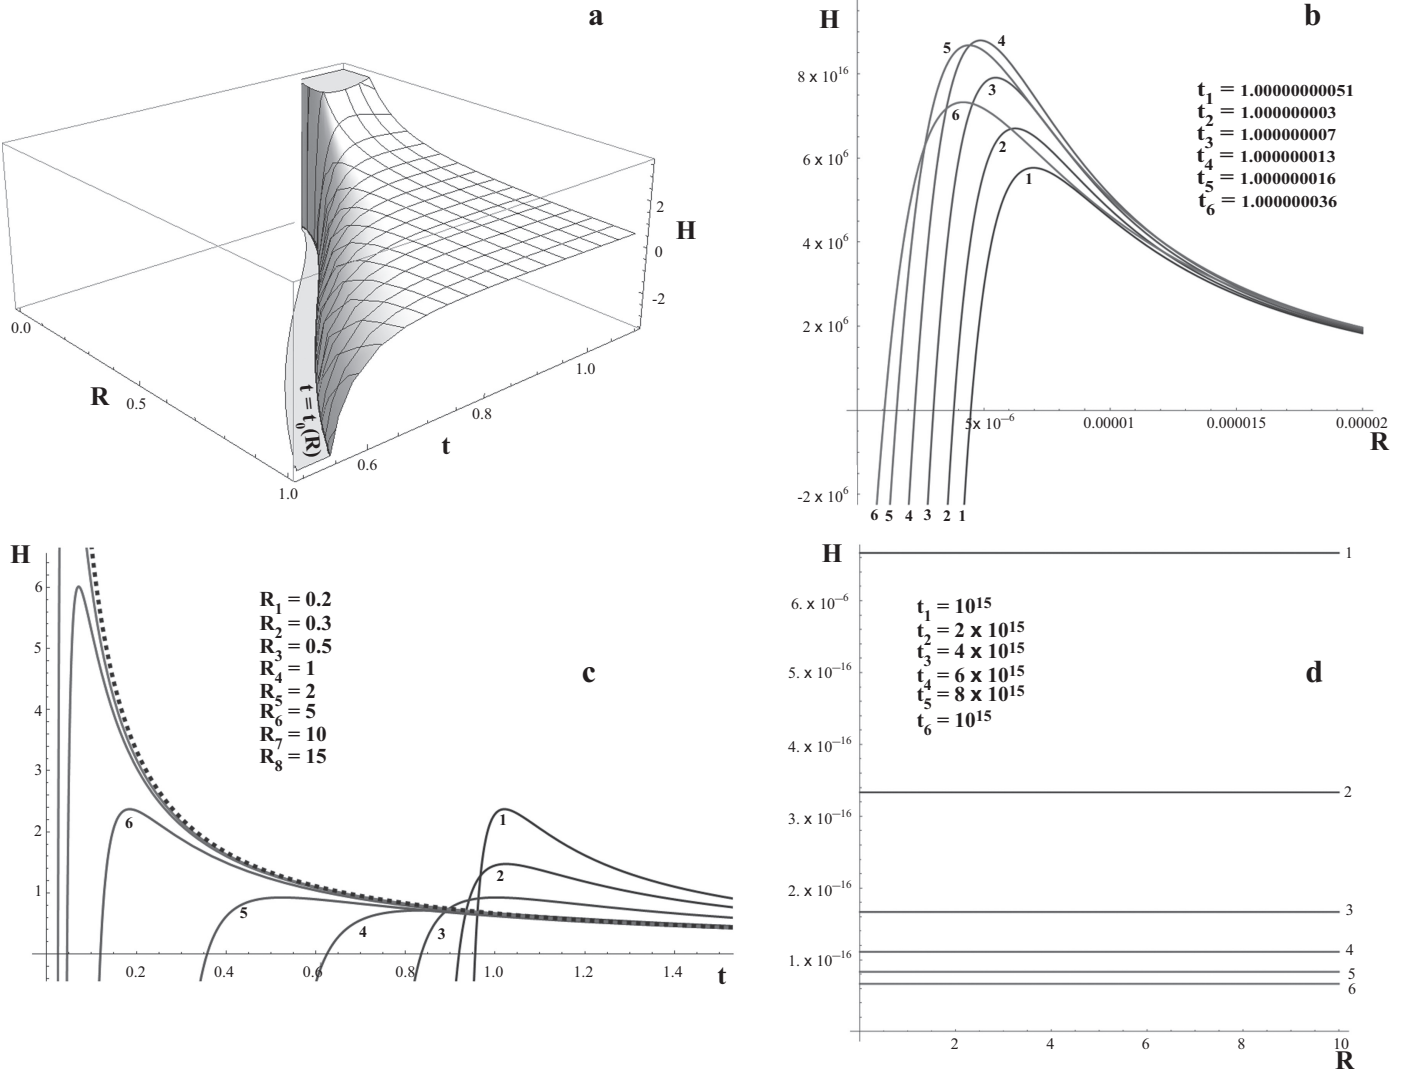 a
2
H
0
-2
0.0
R
0.5
1.0
t = t0(R)
0.6
t
0.8
1.0
H
b
8 x 10^16
6 x 10^6
4 x 10^6
2 x 10^6
-2 x 10^6
5
4
3
6
2
1
t1 = 1.00000000051
t2 = 1.000000003
t3 = 1.000000007
t4 = 1.000000013
t5 = 1.000000016
t6 = 1.000000036
5x 10^−6
0.00001
0.000015
0.00002
R
6 5 4 3 2 1
H
6
5
4
3
2
1
R1 = 0.2
R2 = 0.3
R3 = 0.5
R4 = 1
R5 = 2
R6 = 5
R7 = 10
R8 = 15
c
6
5
4
3
2
1
0.2 0.4 0.6 0.8 1.0 1.2 1.4
t
H
6. x 10^−6
5. x 10^−16
4. x 10^−16
3. x 10^−16
2. x 10^−16
1. x 10^−16
t1 = 10^15
t2 = 2 x 10^15
t3 = 4 x 10^15
t4 = 6 x 10^15
t5 = 8 x 10^15
t6 = 10^15
d
1
2
3
4
5
6
2 4 6 8 10
R